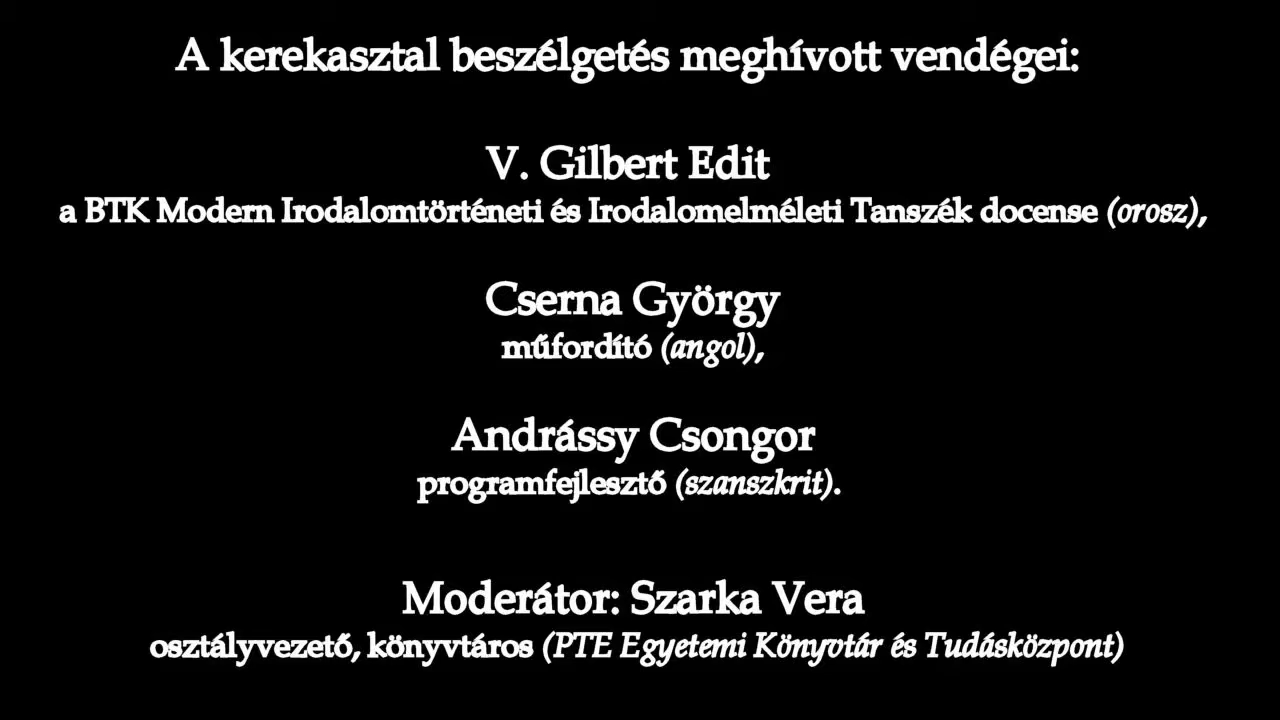 A kerekasztal beszélgetés meghívott vendégei:
V. Gilbert Edit
a BTK Modern Irodalomtörténeti és Irodalomelméleti Tanszék docense (orosz),
Cserna György
műfordító (angol),
Andrássy Csongor
programfejlesztő (szanszkrit).
Moderátor: Szarka Vera
osztályvezető, könyvtáros (PTE Egyetemi Könyvtár és Tudásközpont)